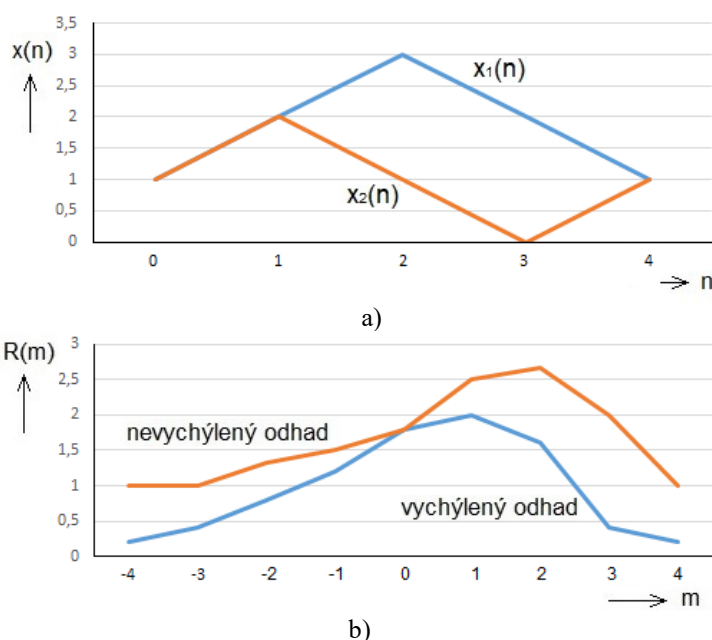 3,5
x(n)
3
2,5
x₁(n)
2
1,5
1
x₂(n)
0,5
0
0 1 2 3 4
n
a)
3
R(m)
2,5
2
nevychýlený odhad
1,5
1
vychýlený odhad
0,5
0
-4 -3 -2 -1 0 1 2 3 4
m
b)